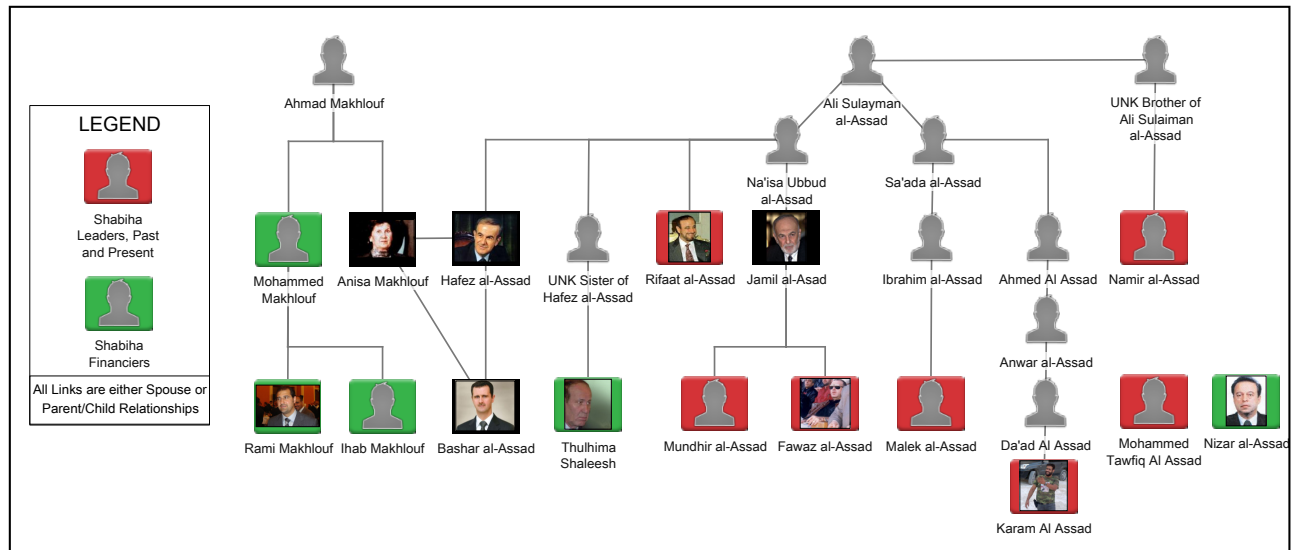 Ahmad Makhlouf
Ali Sulayman
al-Assad
UNK Brother of
Ali Sulaiman
al-Assad
LEGEND
Shabiha
Leaders, Past
and Present
Shabiha
Financiers
All Links are either Spouse or
Parent/Child Relationships
Na'isa Ubbud
al-Assad
Sa'ada al-Assad
Mohammed
Makhlouf
Anisa Makhlouf
Hafez al-Assad
UNK Sister of
Hafez al-Assad
Rifaat al-Assad
Jamil al-Asad
Ibrahim al-Assad
Ahmed Al Assad
Namir al-Assad
Anwar al-Assad
Rami Makhlouf
Ihab Makhlouf
Bashar al-Assad
Thulhima
Shaleesh
Mundhir al-Assad
Fawaz al-Assad
Malek al-Assad
Da'ad Al Assad
Mohammed
Tawfiq Al Assad
Nizar al-Assad
Karam Al Assad